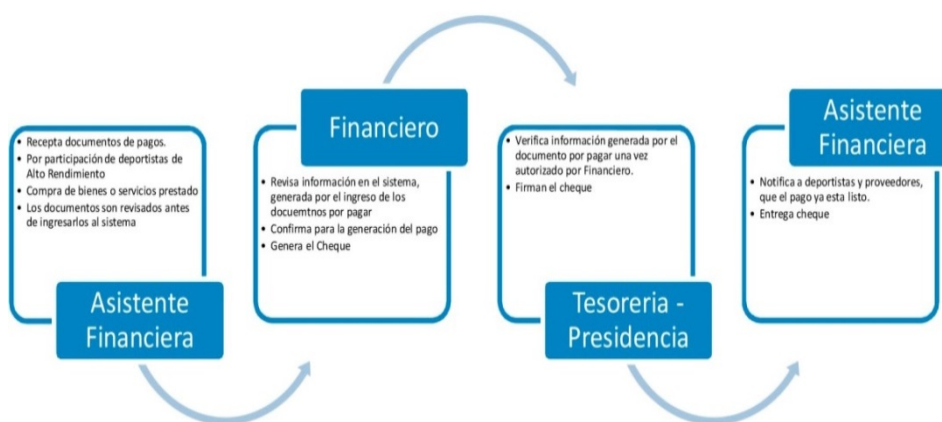 • Recepta documentos de pagos.
• Por participación de deportistas de
Alto Rendimiento
• Compra de bienes o servicios prestado
• Los documentos son revisados antes
de ingresarlos al sistema
Asistente
Financiera
Financiero
• Revisa información en el sistema,
generada por el ingreso de los
docuemtnos por pagar
• Confirma para la generación del pago
• Genera el Cheque
• Verifica información generada por el
documento por pagar una vez
autorizado por Financiero.
• Firman el cheque
Tesoreria -
Presidencia
Asistente
Financiera
• Notifica a deportistas y proveedores,
que el pago ya esta listo.
• Entrega cheque